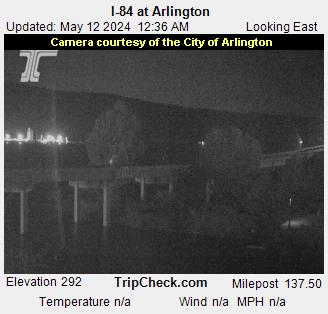 I-84 at Arlington
Updated: May 12 2024 12:36 AM Looking East
Camera courtesy of the City of Arlington
Elevation 292 TripCheck.com Milepost 137.50
Temperature n/a Wind n/a MPH n/a